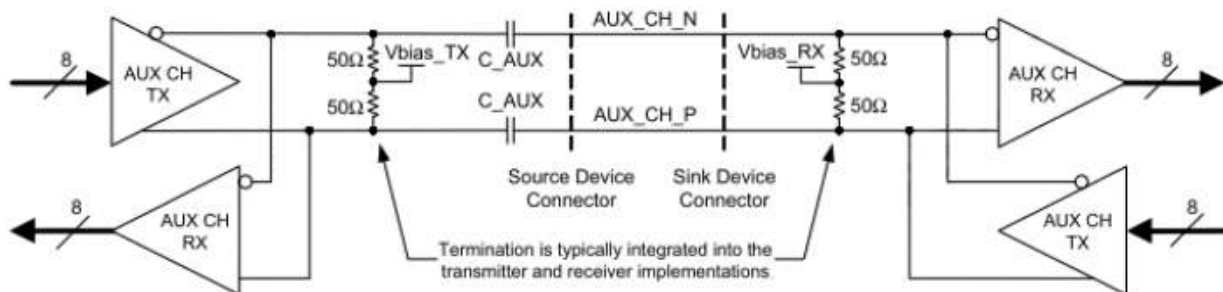 AUX_CH_N
8
AUX CH
TX
50Ω
Vbias_TX
C_AUX
Vbias_RX
50Ω
AUX CH
RX
8
50Ω
C_AUX
50Ω
AUX_CH_P
8
AUX CH
RX
Source Device
Connector
Sink Device
Connector
AUX CH
TX
8
Termination is typically integrated into the
transmitter and receiver implementations